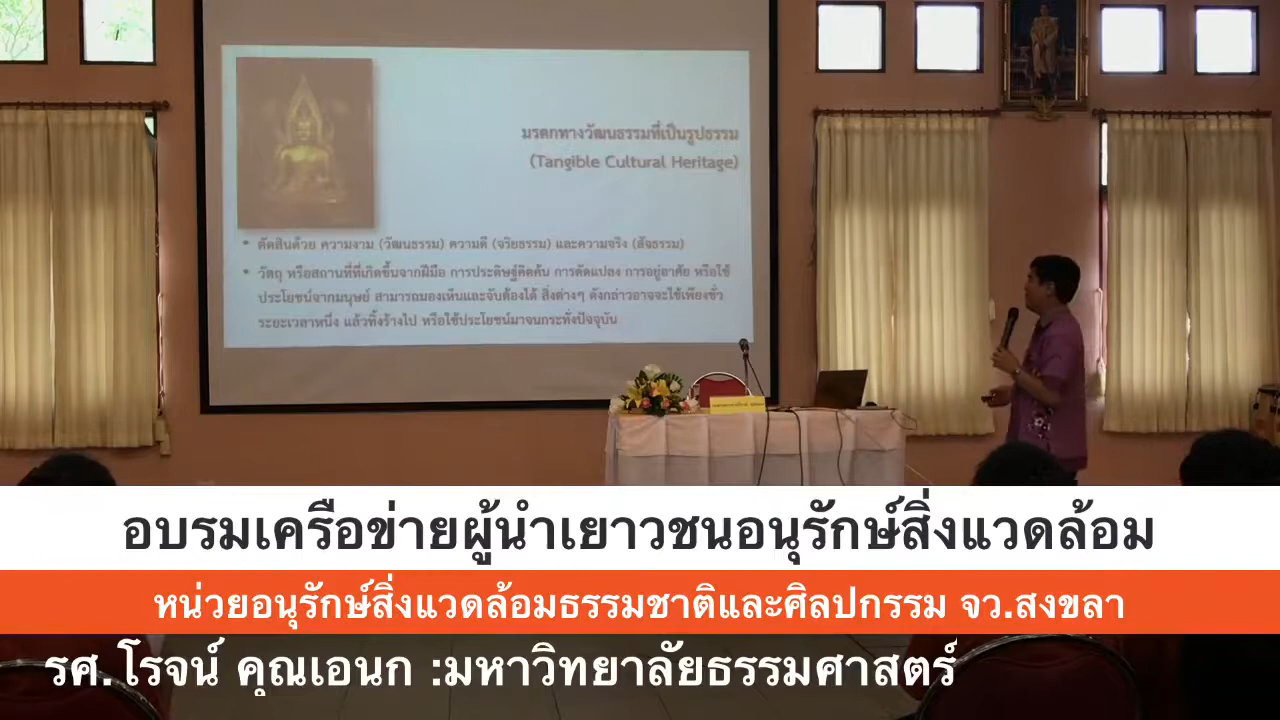 มรดกทางวัฒนธรรมที่เป็นรูปธรรม
(Tangible Cultural Heritage)
• ตัดสินด้วย ความงาม (วัฒนธรรม) ความดี (จริยธรรม) และความจริง (สัจธรรม)
• วัตถุ หรือสถานที่ที่เกิดขึ้นจากฝีมือ การประดิษฐ์คิดค้น การดัดแปลง การอยู่อาศัย หรือใช้
ประโยชน์จากมนุษย์ สามารถมองเห็นและจับต้องได้ สิ่งต่างๆ ดังกล่าวอาจจะใช้เพียงชั่ว
ระยะเวลาหนึ่ง แล้วทิ้งร้างไป หรือใช้ประโยชน์มาจนกระทั่งปัจจุบัน
อบรมเครือข่ายผู้นำเยาวชนอนุรักษ์สิ่งแวดล้อม
หน่วยอนุรักษ์สิ่งแวดล้อมธรรมชาติและศิลปกรรม จว.สงขลา
รศ.โรจน์ คุณเอนก :มหาวิทยาลัยธรรมศาสตร์